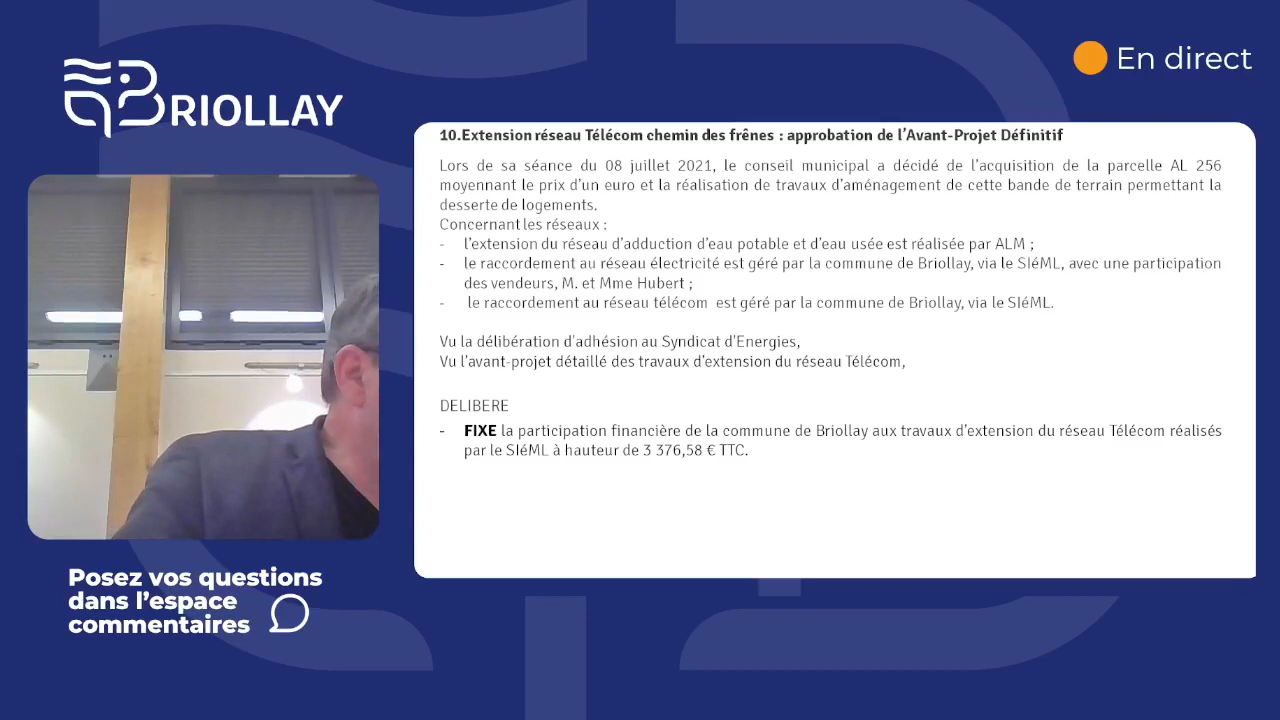 BRIOLLAY
En direct
10.Extension réseau Télécom chemin des frênes : approbation de l'Avant-Projet Définitif
Lors de sa séance du 08 juillet 2021, le conseil municipal a décidé de l'acquisition de la parcelle AL 256
moyennant le prix d'un euro et la réalisation de travaux d'aménagement de cette bande de terrain permettant la
desserte de logements.
Concernant les réseaux :
- l'extension du réseau d'adduction d'eau potable et d'eau usée est réalisée par ALM ;
- le raccordement au réseau électricité est géré par la commune de Briollay, via le SIéML, avec une participation
des vendeurs, M. et Mme Hubert ;
- le raccordement au réseau télécom est géré par la commune de Briollay, via le SIéML.
Vu la délibération d'adhésion au Syndicat d'Energies,
Vu l'avant-projet détaillé des travaux d'extension du réseau Télécom,
DELIBERE
- FIXE la participation financière de la commune de Briollay aux travaux d'extension du réseau Télécom réalisés
par le SIéML à hauteur de 3 376,58 € TTC.
Posez vos questions
dans l'espace
commentaires